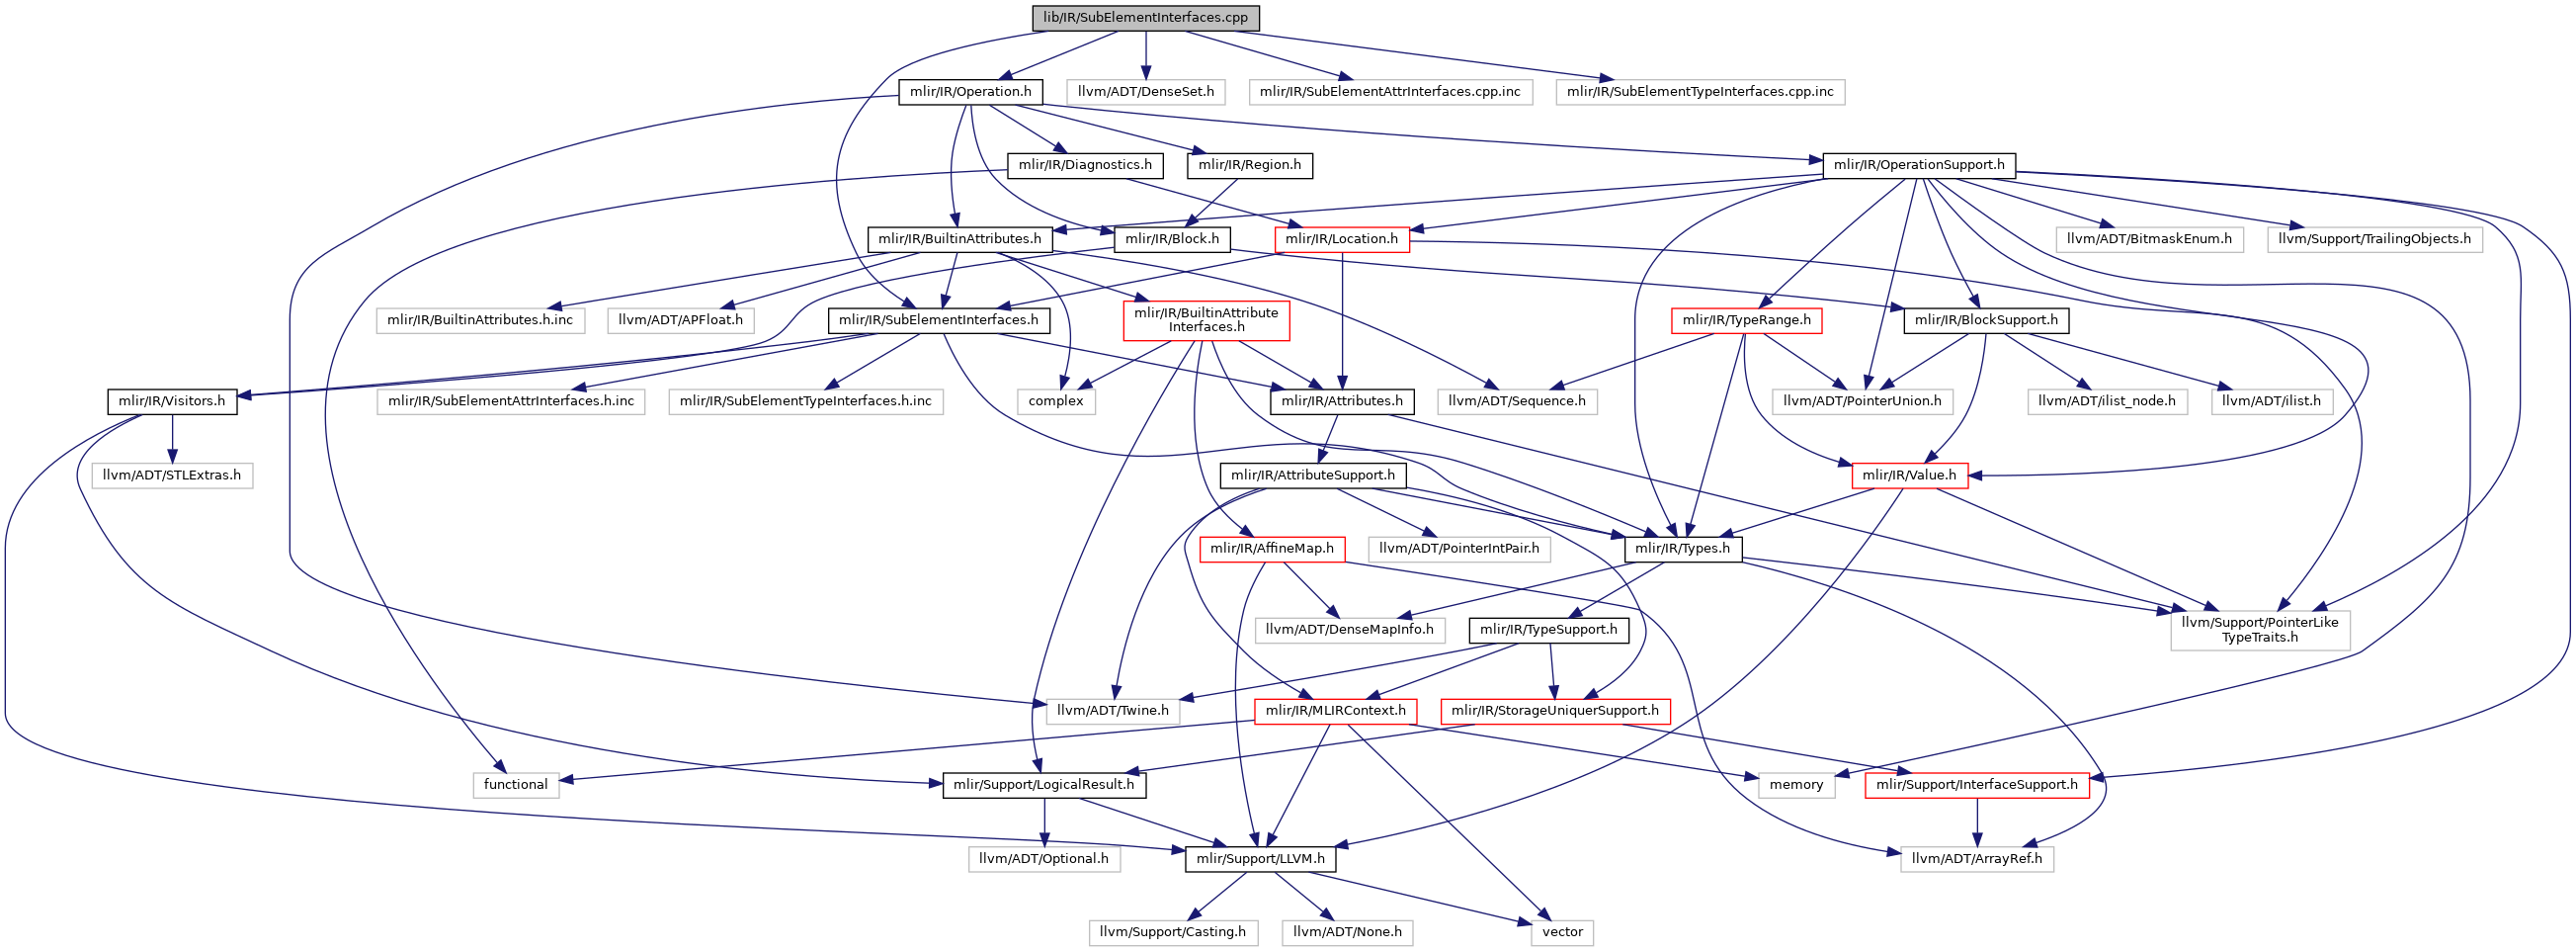 lib/IR/SubElementInterfaces.cpp
mlir/IR/Operation.h
llvm/ADT/DenseSet.h
mlir/IR/SubElementAttrInterfaces.cpp.inc
mlir/IR/SubElementTypeInterfaces.cpp.inc
mlir/IR/Diagnostics.h
mlir/IR/Region.h
mlir/IR/OperationSupport.h
mlir/IR/BuiltinAttributes.h
mlir/IR/Block.h
mlir/IR/Location.h
llvm/ADT/BitmaskEnum.h
llvm/Support/TrailingObjects.h
mlir/IR/BuiltinAttributes.h.inc
llvm/ADT/APFloat.h
mlir/IR/SubElementInterfaces.h
mlir/IR/BuiltinAttribute
Interfaces.h
mlir/IR/TypeRange.h
mlir/IR/BlockSupport.h
mlir/IR/Visitors.h
mlir/IR/SubElementAttrInterfaces.h.inc
mlir/IR/SubElementTypeInterfaces.h.inc
complex
mlir/IR/Attributes.h
llvm/ADT/Sequence.h
llvm/ADT/PointerUnion.h
llvm/ADT/ilist_node.h
llvm/ADT/ilist.h
llvm/ADT/STLExtras.h
mlir/IR/AttributeSupport.h
mlir/IR/Value.h
mlir/IR/AffineMap.h
llvm/ADT/PointerIntPair.h
mlir/IR/Types.h
llvm/ADT/DenseMapInfo.h
mlir/IR/TypeSupport.h
llvm/Support/PointerLike
TypeTraits.h
llvm/ADT/Twine.h
mlir/IR/MLIRContext.h
mlir/IR/StorageUniquerSupport.h
functional
mlir/Support/LogicalResult.h
memory
mlir/Support/InterfaceSupport.h
llvm/ADT/Optional.h
mlir/Support/LLVM.h
llvm/ADT/ArrayRef.h
llvm/Support/Casting.h
llvm/ADT/None.h
vector